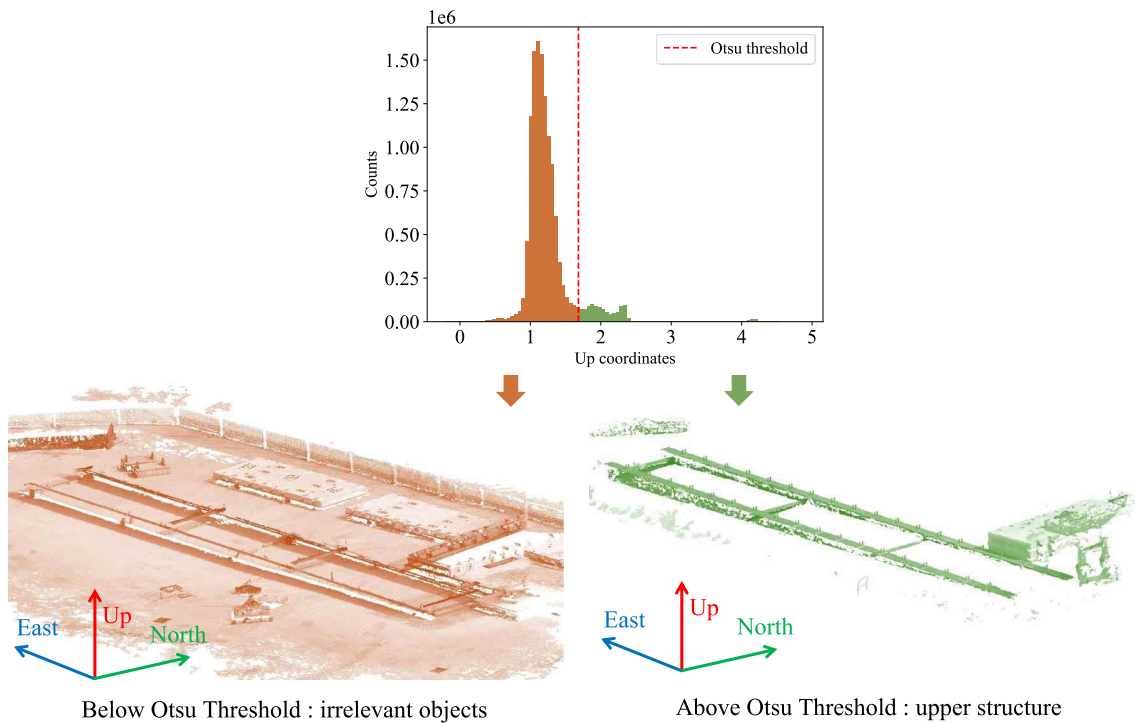 1e6
Otsu threshold
1.50
1.25
1.00
0.75
0.50
0.25
0.00
Counts
0 1 2 3 4 5
Up coordinates
East
Up
North
East
Up
North
Below Otsu Threshold : irrelevant objects
Above Otsu Threshold : upper structure